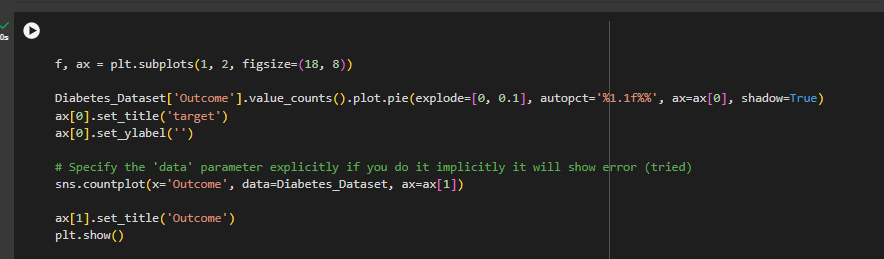 0s
f, ax = plt.subplots(1, 2, figsize=(18, 8))
Diabetes_Dataset['Outcome'].value_counts().plot.pie(explode=[0, 0.1], autopct='%1.1f%%', ax=ax[0], shadow=True)
ax[0].set_title('target')
ax[0].set_ylabel('')
# Specify the 'data' parameter explicitly if you do it implicitly it will show error (tried)
sns.countplot(x='Outcome', data=Diabetes_Dataset, ax=ax[1])
ax[1].set_title('Outcome')
plt.show()